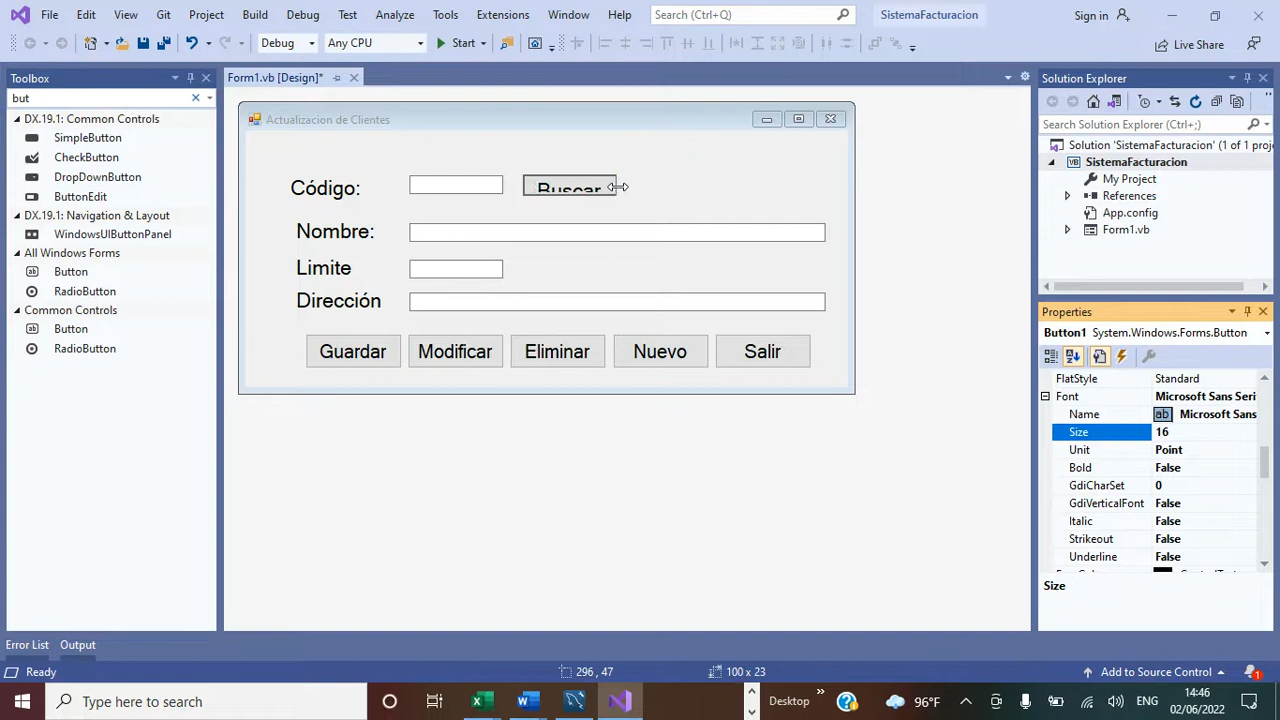 File Edit View Git Project Build Debug Test Analyze Tools Extensions Window Help Search (Ctrl+Q) SistemaFacturacion Sign in
Debug Any CPU Start Live Share
Toolbox
but
DX.19.1: Common Controls
SimpleButton
CheckButton
DropDownButton
ButtonEdit
DX.19.1: Navigation & Layout
WindowsUIButtonPanel
All Windows Forms
Button
RadioButton
Common Controls
Button
RadioButton
Form1.vb [Design]*
Actualizacion de Clientes
Código:
Buscar
Nombre:
Limite
Dirección
Guardar Modificar Eliminar Nuevo Salir
Solution Explorer
Search Solution Explorer (Ctrl+;)
Solution 'SistemaFacturacion' (1 of 1 proje
SistemaFacturacion
My Project
References
App.config
Form1.vb
Properties
Button1 System.Windows.Forms.Button
FlatStyle Standard
Font Microsoft Sans Seri
Name ab Microsoft Sans
Size 16
Unit Point
Bold False
GdiCharSet 0
GdiVerticalFont False
Italic False
Strikeout False
Underline False
Size
Error List Output
Ready 296 , 47 100 x 23 Add to Source Control 1
Type here to search Desktop 96°F ENG 14:46
02/06/2022